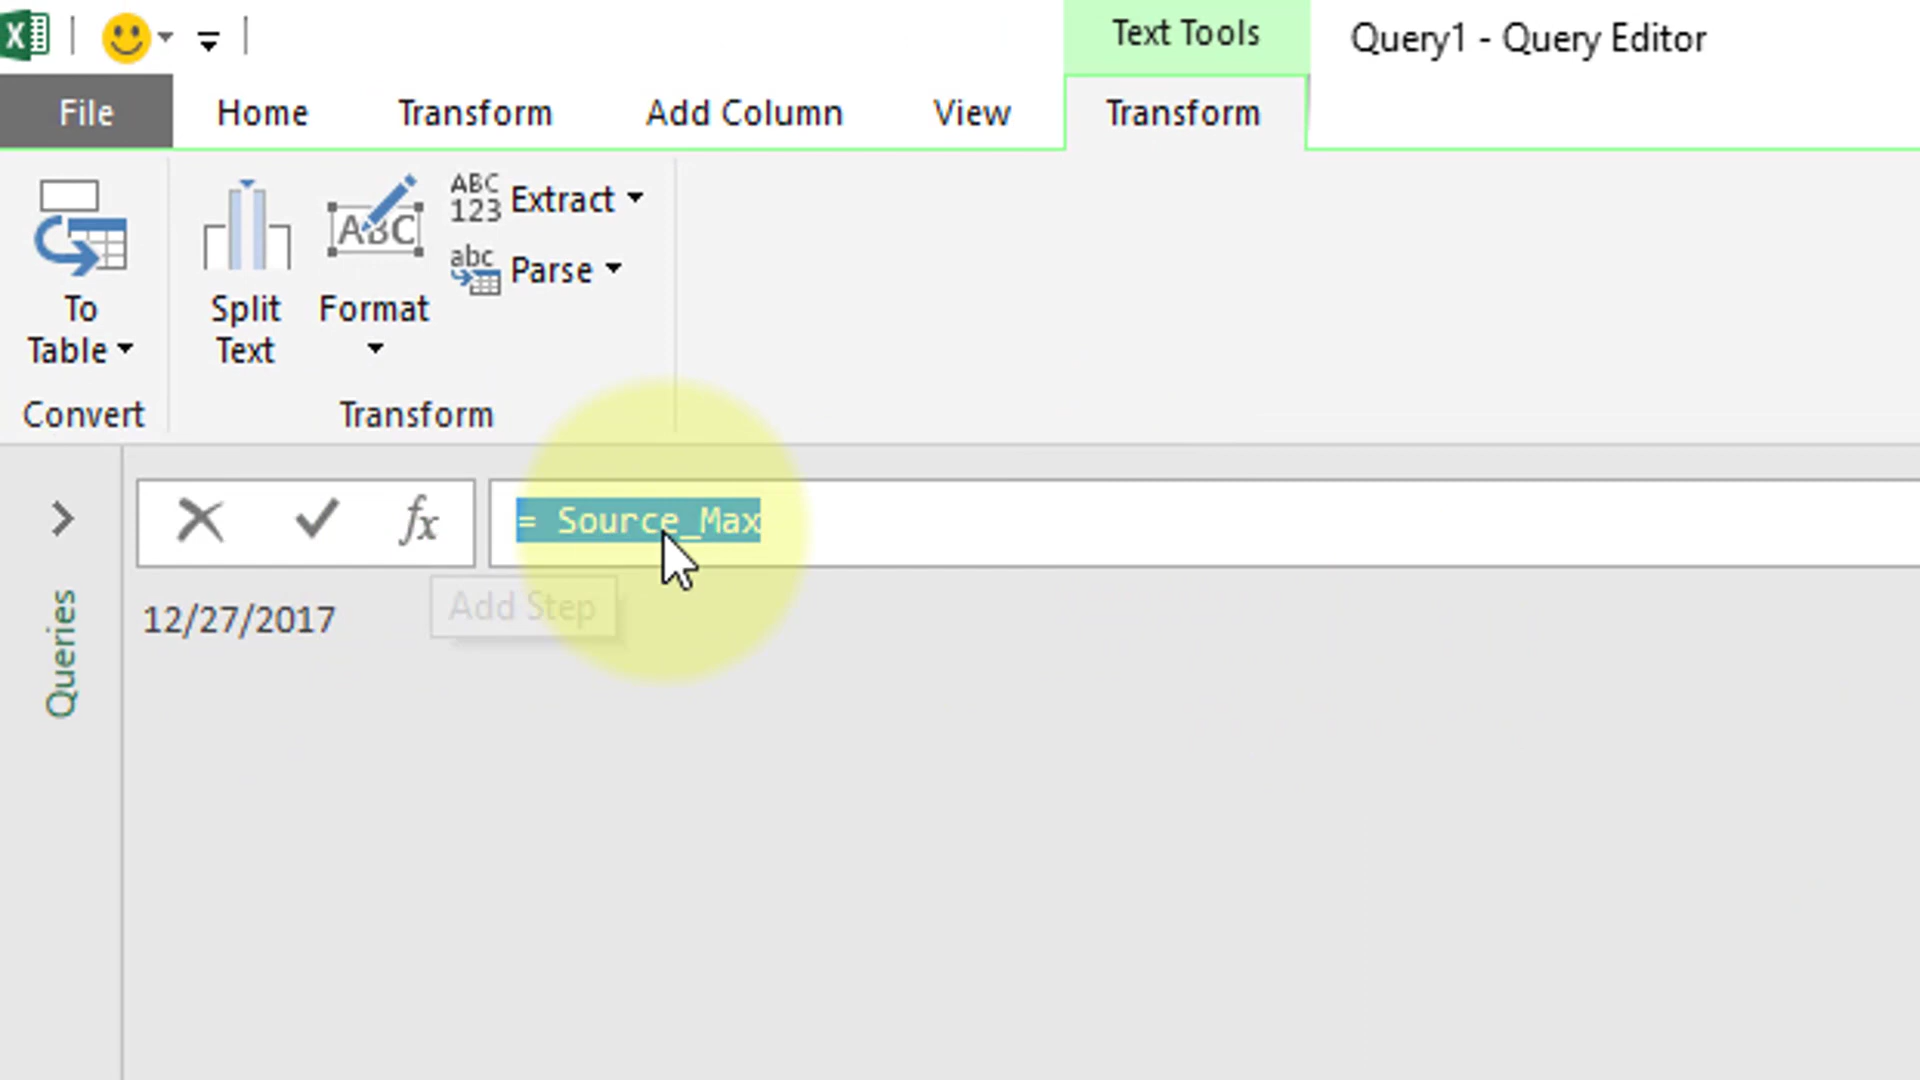 Text Tools
Query1 - Query Editor
File Home Transform Add Column View Transform
To Table
Split Text
Format
ABC 123 Extract
abc Parse
ABC
Convert Transform
fx = Source_Max
12/27/2017
Add Step
Queries